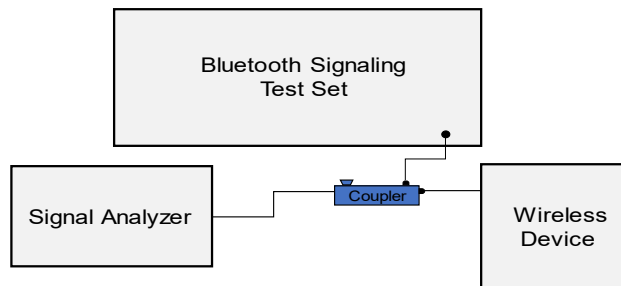 Bluetooth Signaling
Test Set
Signal Analyzer
Coupler
Wireless
Device